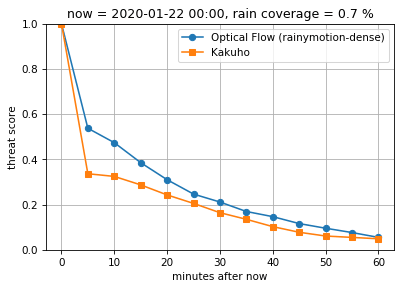 now = 2020-01-22 00:00, rain coverage = 0.7 %
Optical Flow (rainymotion-dense)
Kakuho
threat score
1.0
0.8
0.6
0.4
0.2
0.0
0 10 20 30 40 50 60
minutes after now